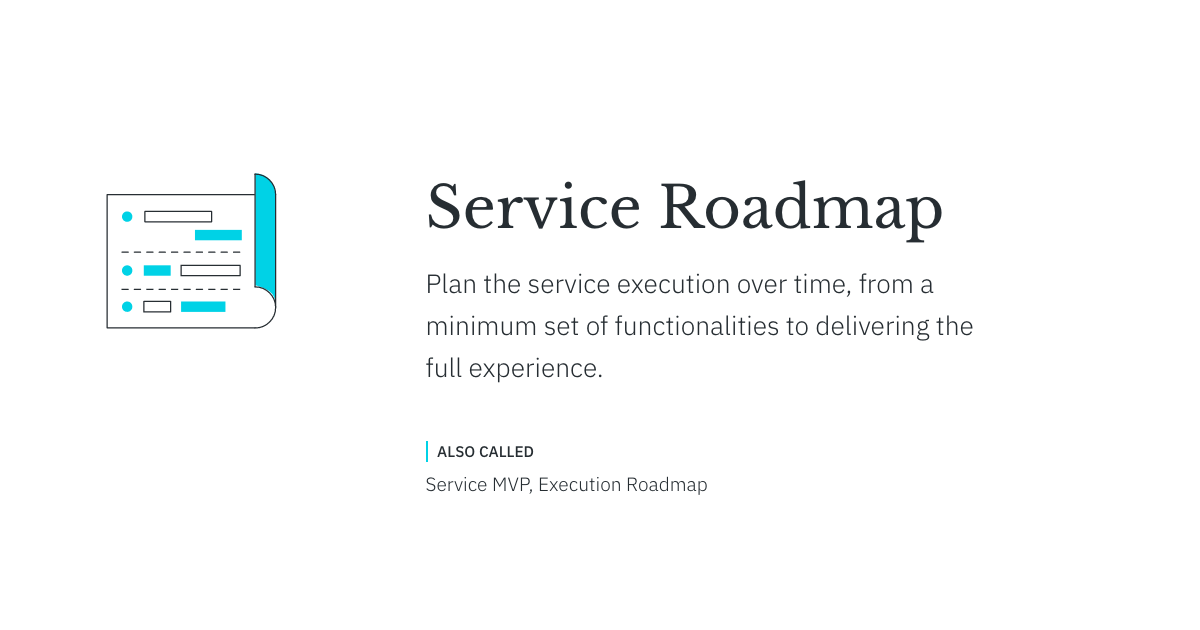 Service Roadmap
Plan the service execution over time, from a
minimum set of functionalities to delivering the
full experience.
ALSO CALLED
Service MVP, Execution Roadmap